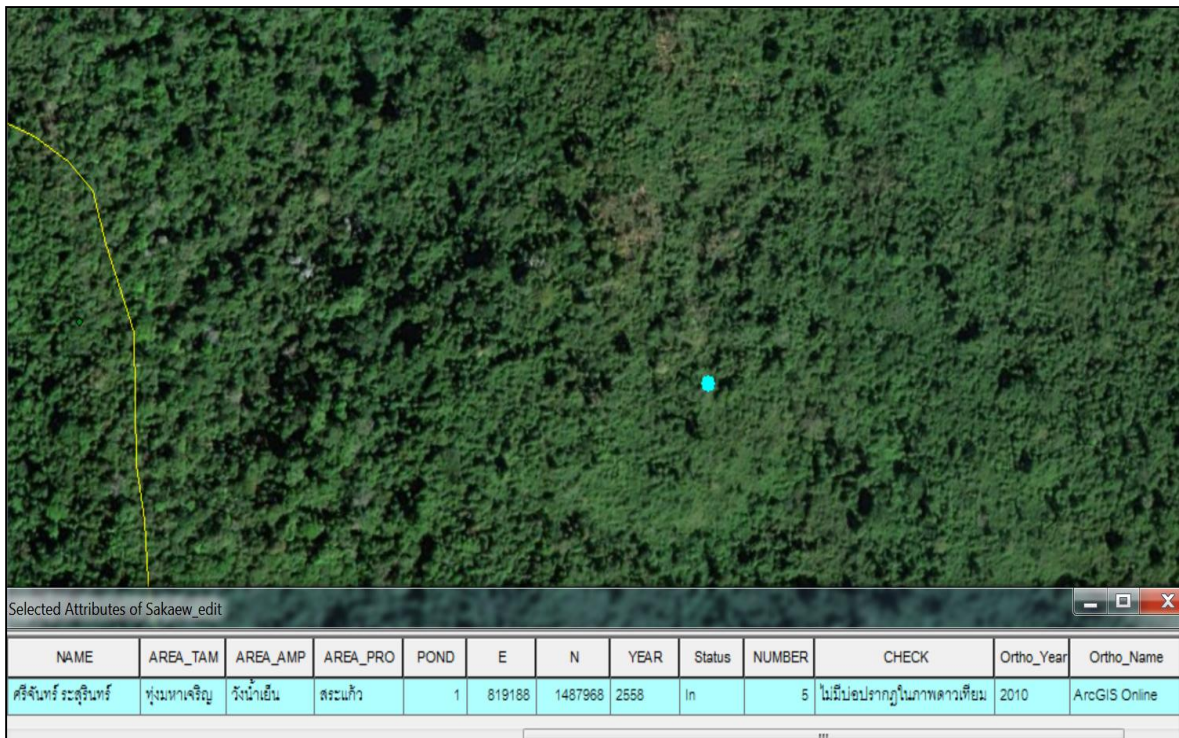 Selected Attributes of Sakaew_edit
NAME AREA_TAM AREA_AMP AREA_PRO POND E N YEAR Status NUMBER CHECK Ortho_Year Ortho_Name
ศรีจันทร์ ระสุรินทร์ ทุ่งมหาเจริญ วังน้ำเย็น สระแก้ว 1 819188 1487968 2558 In 5 ไม่มีบ่อปรากฏในภาพดาวเทียม 2010 ArcGIS Online